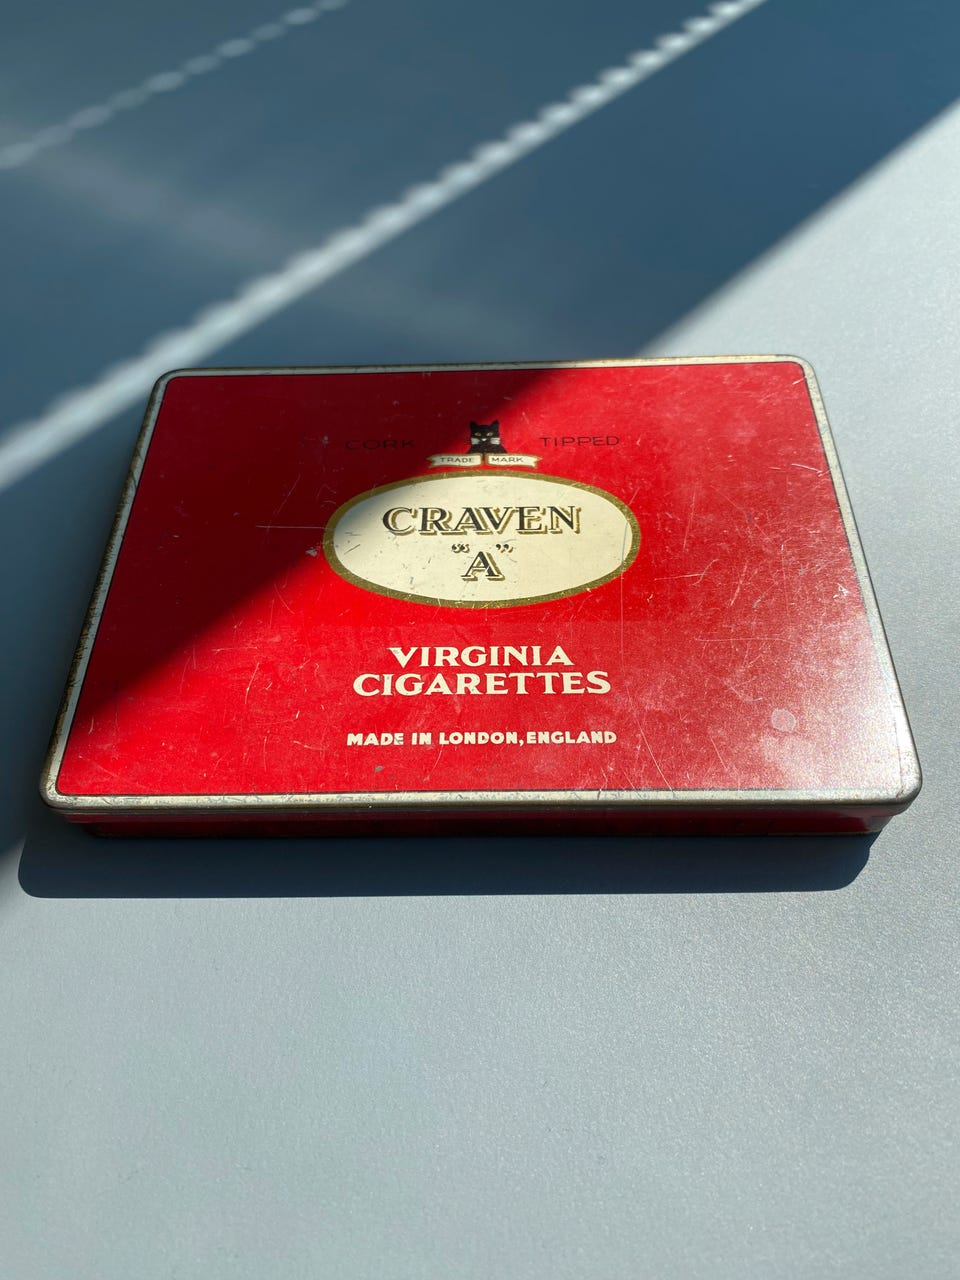 CORK TIPPED
TRADE MARK
CRAVEN
“A”
VIRGINIA
CIGARETTES
MADE IN LONDON, ENGLAND